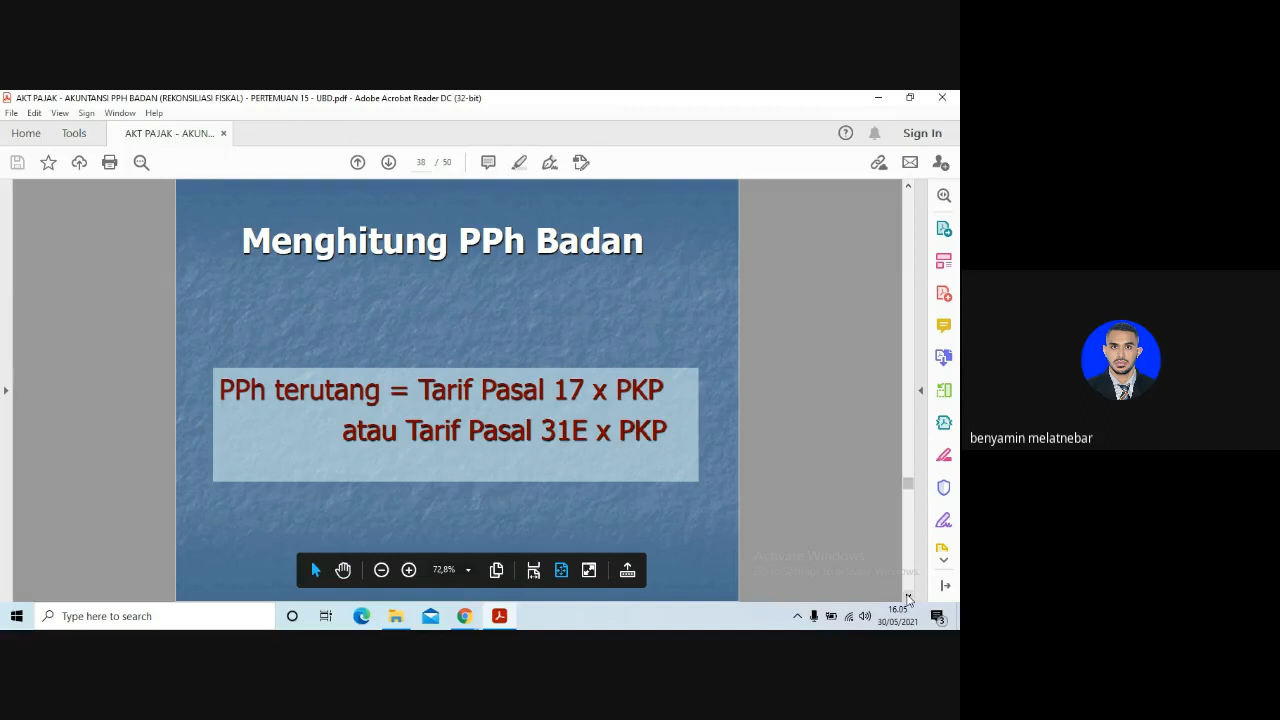 AKT PAJAK - AKUNTANSI PPH BADAN (REKONSILIASI FISKAL) - PERTEMUAN 15 - UBD.pdf - Adobe Acrobat Reader DC (32-bit)
File Edit View Sign Window Help
Home Tools AKT PAJAK - AKUN... × Sign In
38 / 50
Menghitung PPh Badan
PPh terutang = Tarif Pasal 17 x PKP
atau Tarif Pasal 31E x PKP
benyamin melatnebar
Activate Windows
72,8%
Type here to search
16.05
30/05/2021
3